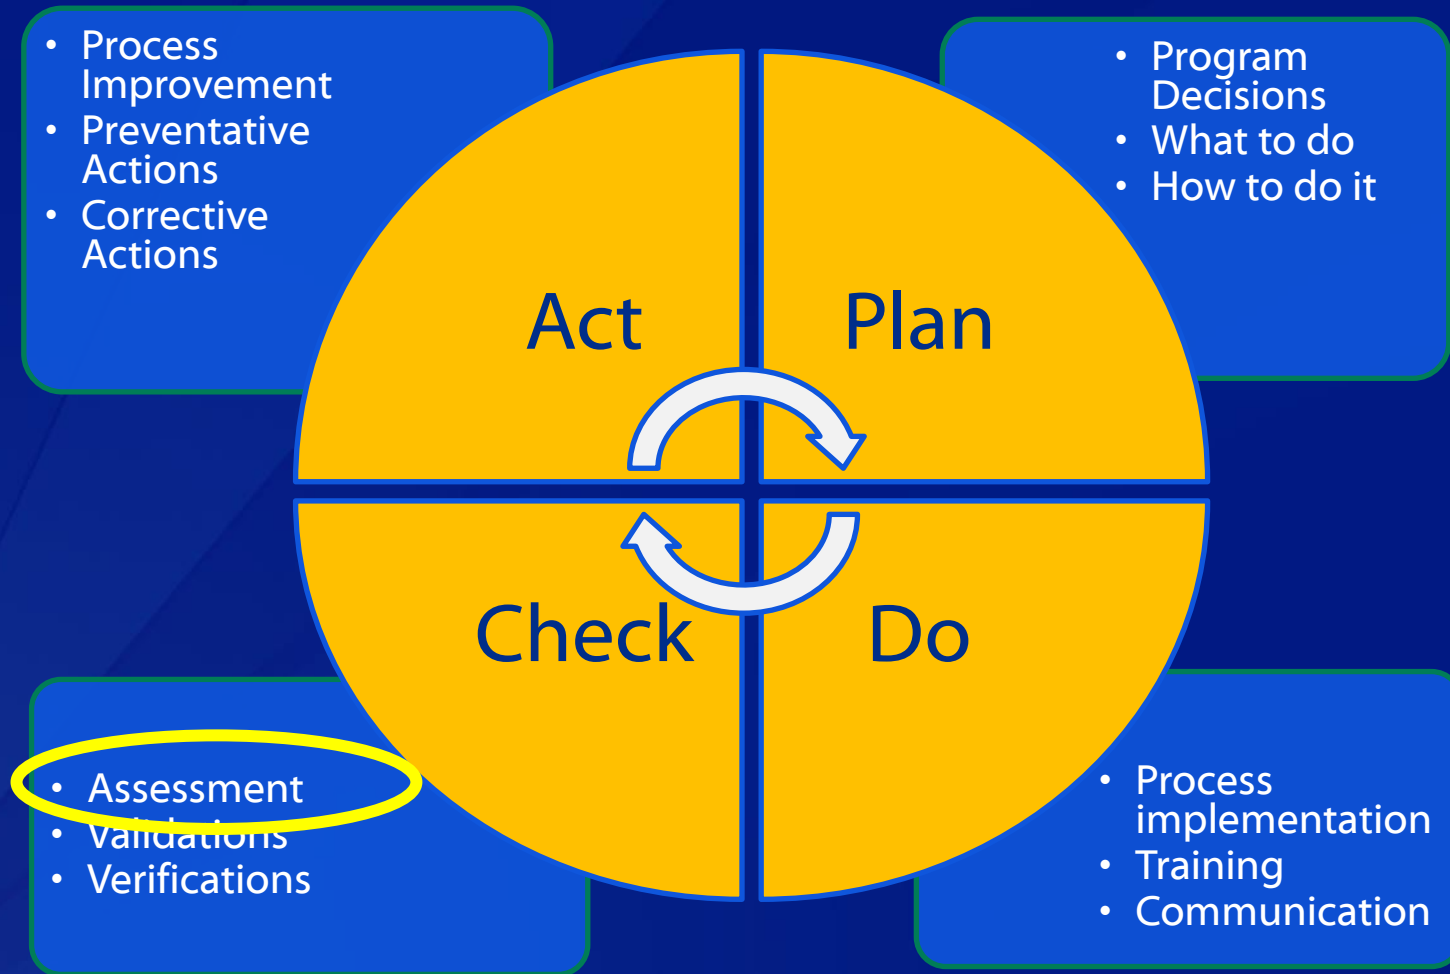 • Process
Improvement
• Preventative
Actions
• Corrective
Actions
• Program
Decisions
• What to do
• How to do it
Act
Plan
Check
Do
• Assessment
• Validations
• Verifications
• Process
implementation
• Training
• Communication